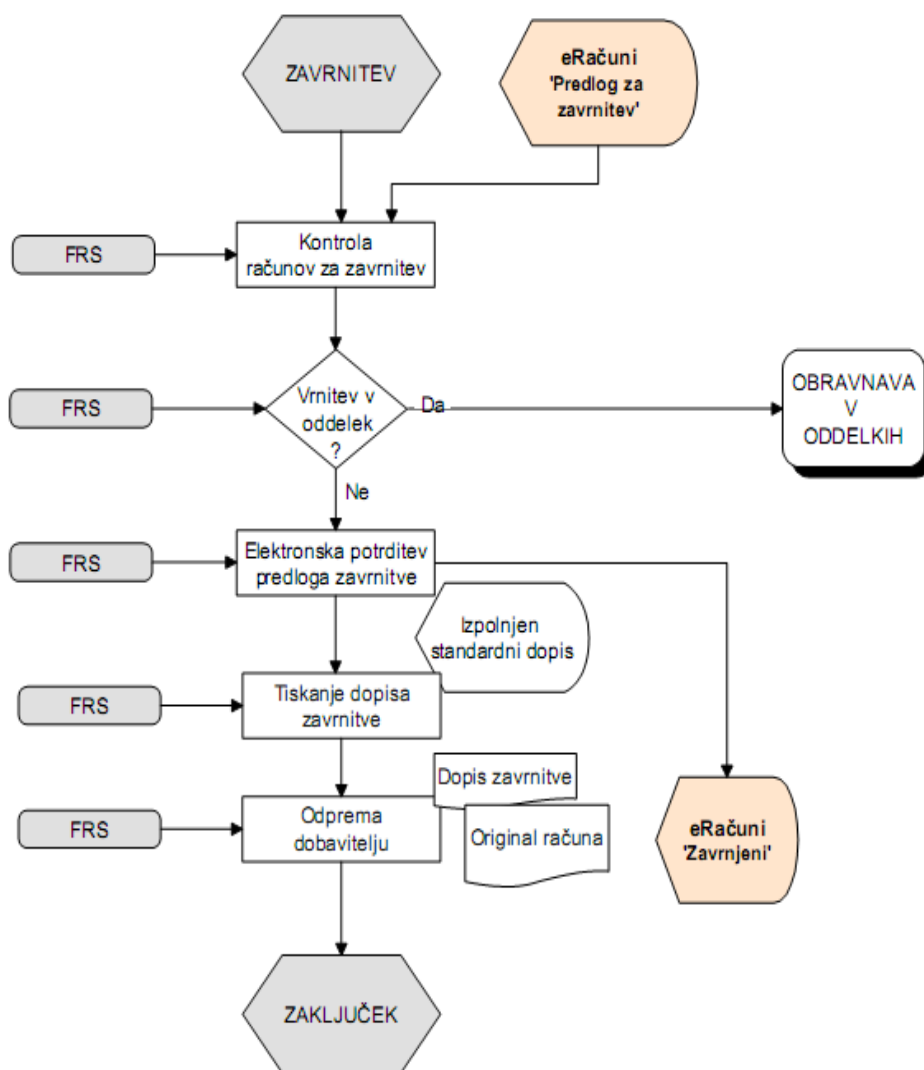 ZAVRNITEV
eRačuni
'Predlog za
zavrnitev'
FRS
Kontrola
računov za zavrnitev
FRS
Vrnitev v
oddelek
?
Da
OBRAVNAVA
V
ODDELKIH
Ne
FRS
Elektronska potrditev
predloga zavrnitve
Izpolnjen
standardni dopis
FRS
Tiskanje dopisa
zavrnitve
Dopis zavrnitve
FRS
Odprema
dobavitelju
Original računa
eRačuni
'Zavrnjeni'
ZAKLJUČEK